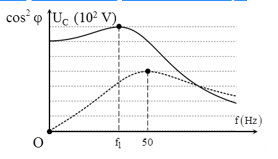 cos² φ U_C (10² V)
f (Hz)
O
f₁
50